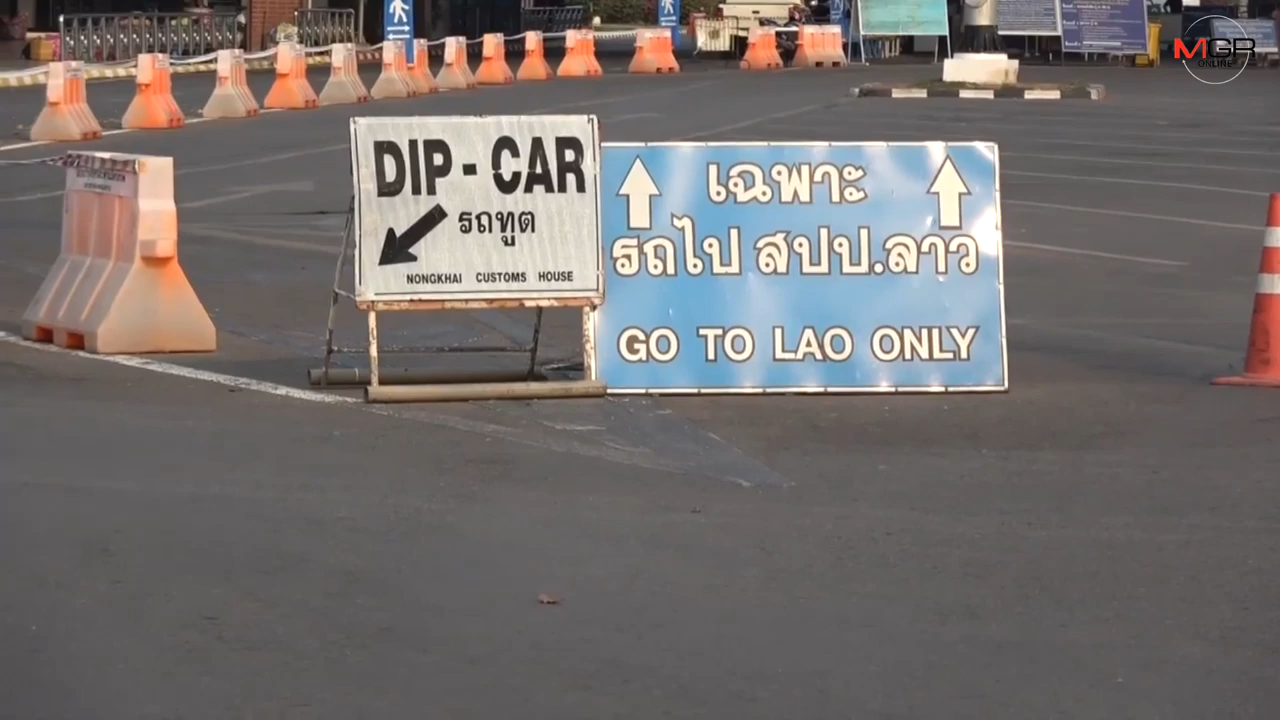 MGR
ONLINE
DIP - CAR
รถทูต
NONGKHAI CUSTOMS HOUSE
เฉพาะ
รถไป สปป.ลาว
GO TO LAO ONLY